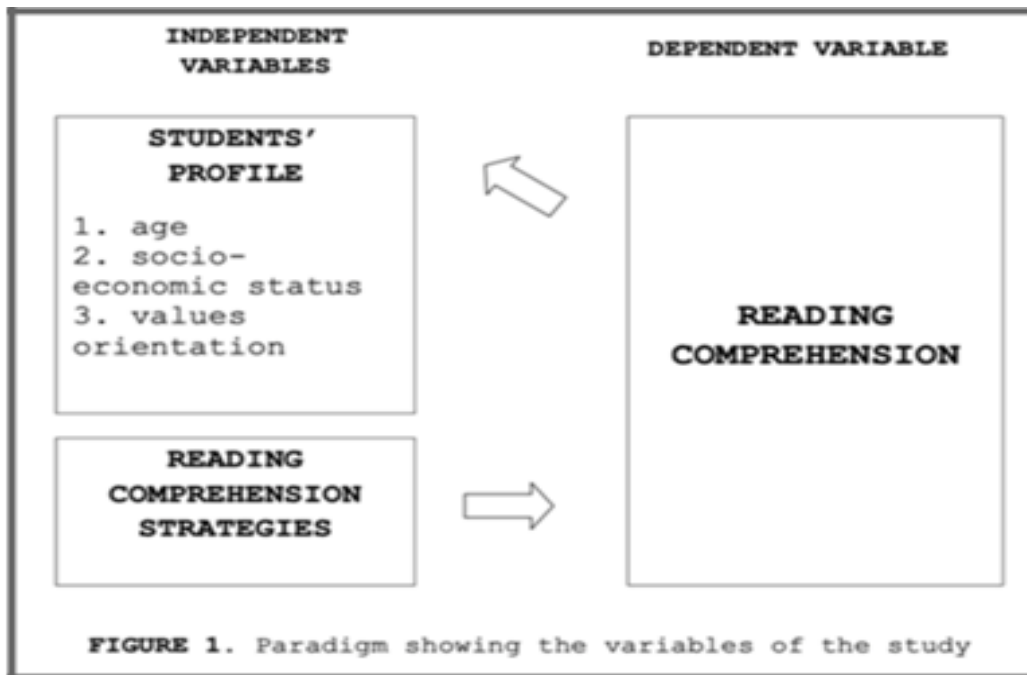 INDEPENDENT
VARIABLES
DEPENDENT VARIABLE
STUDENTS’
PROFILE
1. age
2. socio-
economic status
3. values
orientation
READING
COMPREHENSION
STRATEGIES
READING
COMPREHENSION
FIGURE 1. Paradigm showing the variables of the study